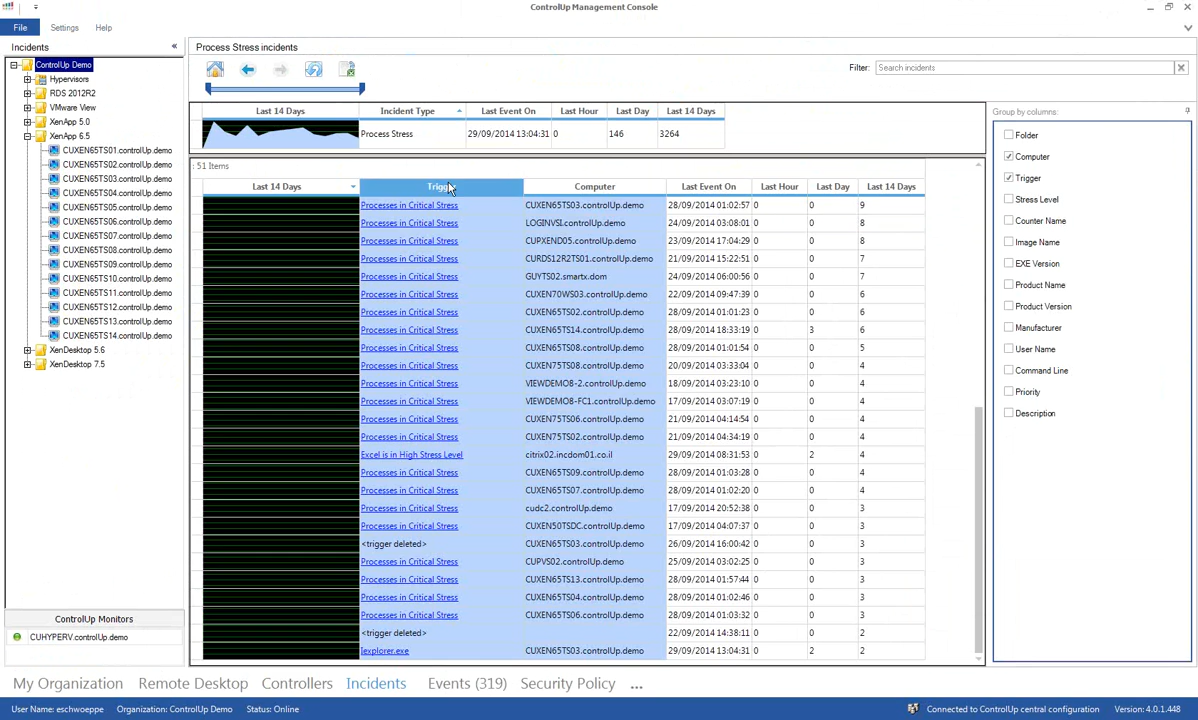 ControlUp Management Console
File Settings Help
Incidents «
ControlUp Demo
Hypervisors
RDS 2012R2
VMware View
XenApp 5.0
XenApp 6.5
CUXEN65TS01.controlUp.demo
CUXEN65TS02.controlUp.demo
CUXEN65TS03.controlUp.demo
CUXEN65TS04.controlUp.demo
CUXEN65TS05.controlUp.demo
CUXEN65TS06.controlUp.demo
CUXEN65TS07.controlUp.demo
CUXEN65TS08.controlUp.demo
CUXEN65TS09.controlUp.demo
CUXEN65TS10.controlUp.demo
CUXEN65TS11.controlUp.demo
CUXEN65TS12.controlUp.demo
CUXEN65TS13.controlUp.demo
CUXEN65TS14.controlUp.demo
XenDesktop 5.6
XenDesktop 7.5
ControlUp Monitors
CUHYPERV.controlUp.demo
Process Stress incidents
Filter: Search incidents
Last 14 Days Incident Type Last Event On Last Hour Last Day Last 14 Days
Process Stress 29/09/2014 13:04:31 0 146 3264
: 51 Items
Last 14 Days Trigger Computer Last Event On Last Hour Last Day Last 14 Days
Processes in Critical Stress CUXEN65TS03.controlUp.demo 28/09/2014 01:02:57 0 0 9
Processes in Critical Stress LOGINVSI.controlUp.demo 24/09/2014 03:08:01 0 0 8
Processes in Critical Stress CUPXEND05.controlUp.demo 23/09/2014 17:04:29 0 0 8
Processes in Critical Stress CURDS12R2TS01.controlUp.demo 21/09/2014 15:22:51 0 0 7
Processes in Critical Stress GUYTS02.smartx.dom 24/09/2014 06:00:56 0 0 7
Processes in Critical Stress CUXEN70WS03.controlUp.demo 22/09/2014 09:47:39 0 0 6
Processes in Critical Stress CUXEN65TS02.controlUp.demo 28/09/2014 01:01:23 0 0 6
Processes in Critical Stress CUXEN65TS14.controlUp.demo 28/09/2014 18:33:19 0 3 6
Processes in Critical Stress CUXEN65TS08.controlUp.demo 28/09/2014 01:01:54 0 0 5
Processes in Critical Stress CUXEN75TS08.controlUp.demo 20/09/2014 03:33:04 0 0 4
Processes in Critical Stress VIEWDEMO8-2.controlUp.demo 18/09/2014 03:23:10 0 0 4
Processes in Critical Stress VIEWDEMO8-FC1.controlUp.demo 17/09/2014 03:07:19 0 0 4
Processes in Critical Stress CUXEN75TS06.controlUp.demo 21/09/2014 04:14:54 0 0 4
Processes in Critical Stress CUXEN75TS02.controlUp.demo 21/09/2014 04:34:19 0 0 4
Excel is in High Stress Level citrix02.incdom01.co.il 29/09/2014 08:31:53 0 2 4
Processes in Critical Stress CUXEN65TS09.controlUp.demo 28/09/2014 01:03:28 0 0 4
Processes in Critical Stress CUXEN65TS07.controlUp.demo 28/09/2014 01:02:20 0 0 4
Processes in Critical Stress cudc2.controlUp.demo 17/09/2014 20:52:38 0 0 3
Processes in Critical Stress CUXEN50TSDC.controlUp.demo 17/09/2014 04:07:37 0 0 3
<trigger deleted> CUXEN65TS03.controlUp.demo 26/09/2014 16:00:42 0 0 3
Processes in Critical Stress CUPVS02.controlUp.demo 25/09/2014 03:02:25 0 0 3
Processes in Critical Stress CUXEN65TS13.controlUp.demo 28/09/2014 01:57:44 0 0 3
Processes in Critical Stress CUXEN65TS04.controlUp.demo 28/09/2014 01:02:46 0 0 3
Processes in Critical Stress CUXEN65TS06.controlUp.demo 28/09/2014 01:03:32 0 0 3
<trigger deleted> 22/09/2014 14:38:11 0 0 2
Iexplorer.exe CUXEN65TS03.controlUp.demo 29/09/2014 13:04:31 0 2 2
Group by columns:
Folder
Computer
Trigger
Stress Level
Counter Name
Image Name
EXE Version
Product Name
Product Version
Manufacturer
User Name
Command Line
Priority
Description
My Organization Remote Desktop Controllers Incidents Events (319) Security Policy ...
User Name: eschwoeppe Organization: ControlUp Demo Status: Online Connected to ControlUp central configuration Version: 4.0.1.448